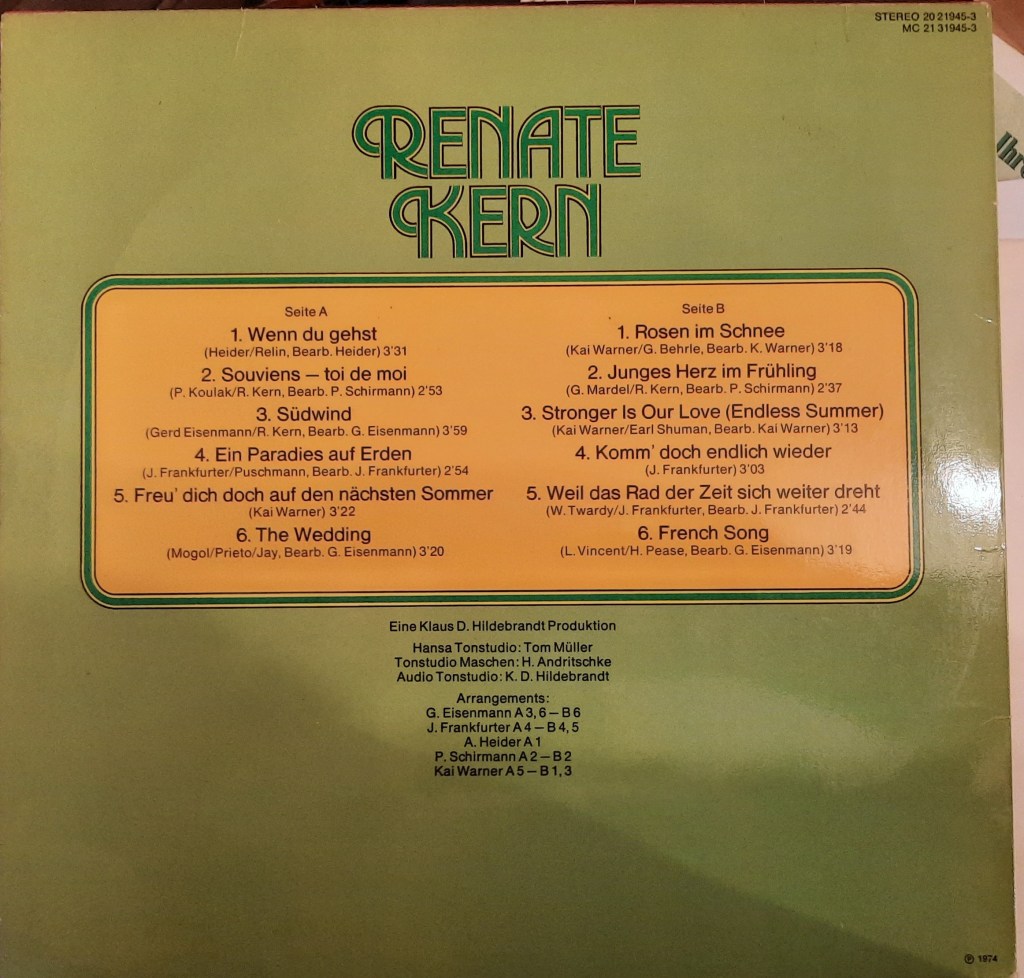 STEREO 20 21945-3
MC 21 31945-3
RENATE
KERN
Seite A
1. Wenn du gehst
(Heider/Relin, Bearb. Heider) 3'31
2. Souviens – toi de moi
(P. Koulak/R. Kern, Bearb. P. Schirmann) 2'53
3. Südwind
(Gerd Eisenmann/R. Kern, Bearb. G. Eisenmann) 3'59
4. Ein Paradies auf Erden
(J. Frankfurter/Puschmann, Bearb. J. Frankfurter) 2'54
5. Freu' dich doch auf den nächsten Sommer
(Kai Warner) 3'22
6. The Wedding
(Mogol/Prieto/Jay, Bearb. G. Eisenmann) 3'20
Seite B
1. Rosen im Schnee
(Kai Warner/G. Behrle, Bearb. K. Warner) 3'18
2. Junges Herz im Frühling
(G. Mardel/R. Kern, Bearb. P. Schirmann) 2'37
3. Stronger Is Our Love (Endless Summer)
(Kai Warner/Earl Shuman, Bearb. Kai Warner) 3'13
4. Komm' doch endlich wieder
(J. Frankfurter) 3'03
5. Weil das Rad der Zeit sich weiter dreht
(W. Twardy/J. Frankfurter, Bearb. J. Frankfurter) 2'44
6. French Song
(L. Vincent/H. Pease, Bearb. G. Eisenmann) 3'19
Eine Klaus D. Hildebrandt Produktion
Hansa Tonstudio: Tom Müller
Tonstudio Maschen: H. Andritschke
Audio Tonstudio: K. D. Hildebrandt
Arrangements:
G. Eisenmann A 3, 6 – B 6
J. Frankfurter A 4 – B 4, 5
A. Heider A 1
P. Schirmann A 2 – B 2
Kai Warner A 5 – B 1, 3
℗ 1974